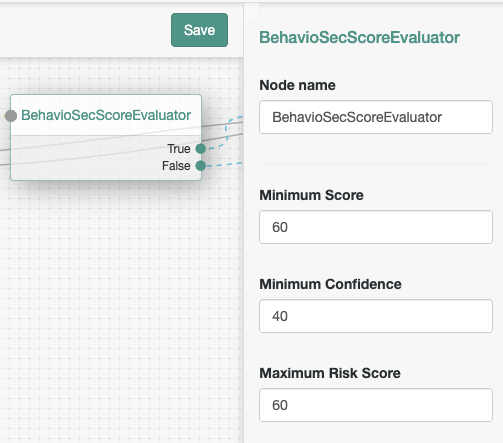 Save
BehavioSecScoreEvaluator
True
False
BehavioSecScoreEvaluator
Node name
BehavioSecScoreEvaluator
Minimum Score
60
Minimum Confidence
40
Maximum Risk Score
60